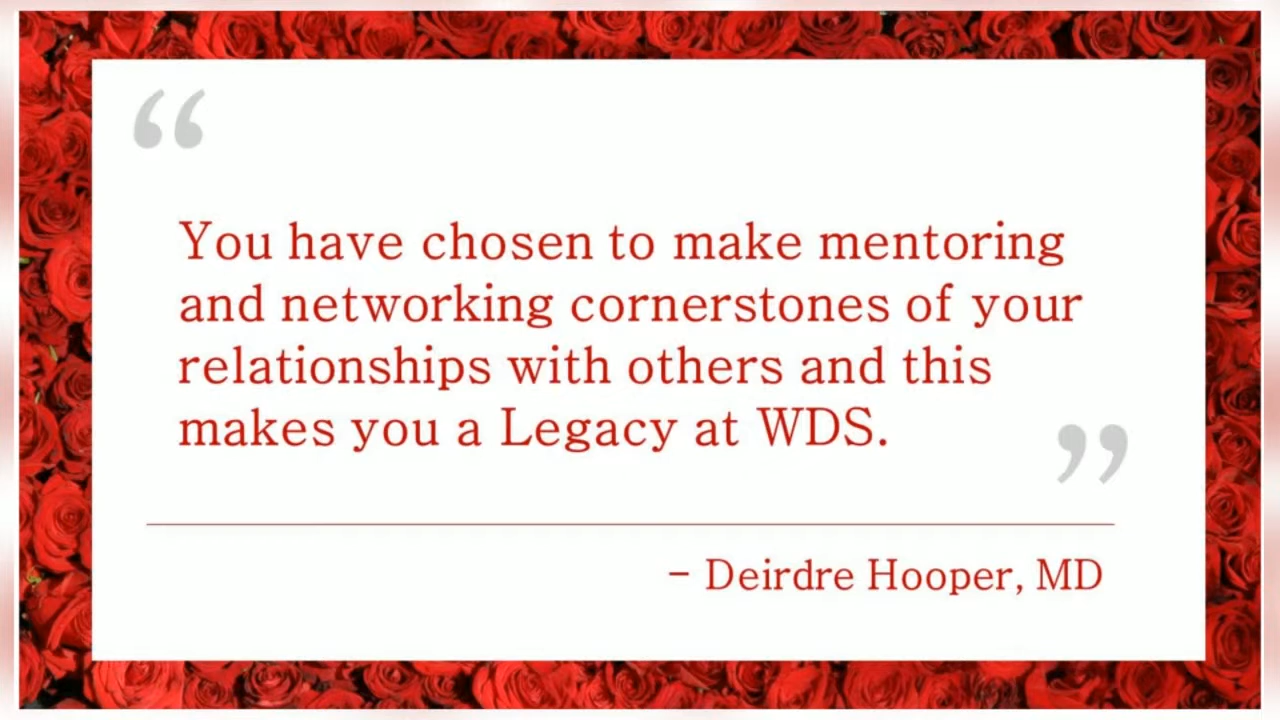 “
You have chosen to make mentoring
and networking cornerstones of your
relationships with others and this
makes you a Legacy at WDS.
”
– Deirdre Hooper, MD